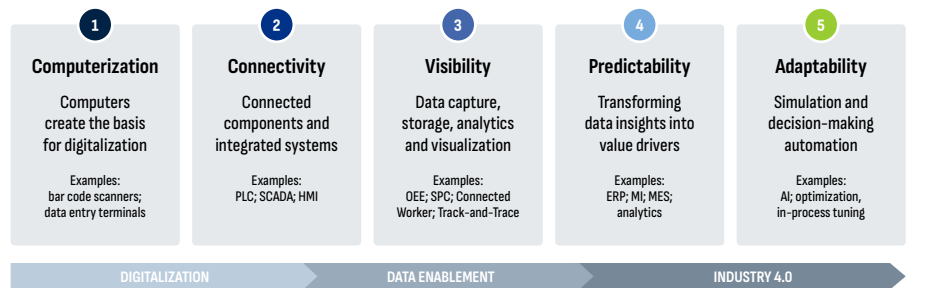 1
Computerization
Computers
create the basis
for digitalization
Examples:
bar code scanners;
data entry terminals
2
Connectivity
Connected
components and
integrated systems
Examples:
PLC; SCADA; HMI
3
Visibility
Data capture,
storage, analytics
and visualization
Examples:
OEE; SPC; Connected
Worker; Track-and-Trace
4
Predictability
Transforming
data insights into
value drivers
Examples:
ERP; MI; MES;
analytics
5
Adaptability
Simulation and
decision-making
automation
Examples:
AI; optimization,
in-process tuning
DIGITALIZATION
DATA ENABLEMENT
INDUSTRY 4.0